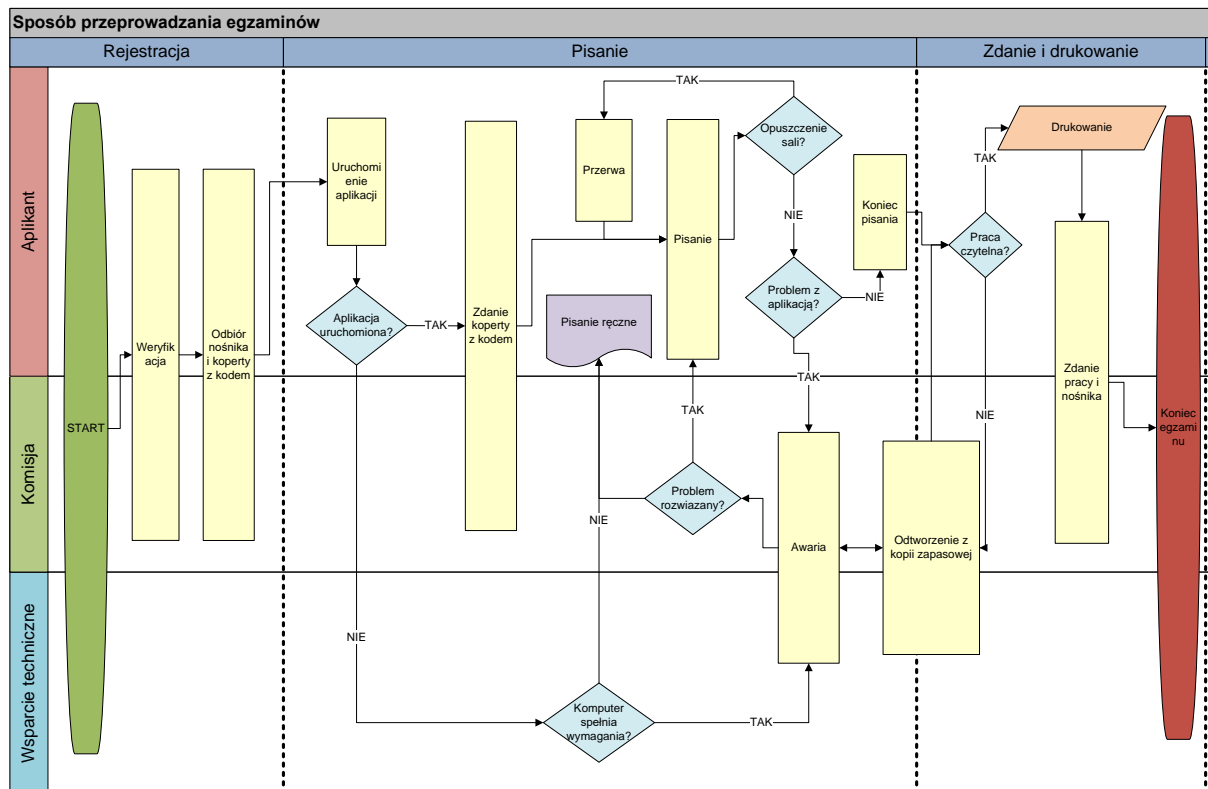 Sposób przeprowadzania egzaminów
Rejestracja
Pisanie
Zdanie i drukowanie
Aplikant
Komisja
Wsparcie techniczne
START
Weryfik
acja
Odbiór
nośnika
i koperty
z kodem
Uruchom
ienie
aplikacji
Aplikacja
uruchomiona?
TAK
NIE
Zdanie
koperty
z kodem
Przerwa
TAK
Pisanie
Opuszczenie
sali?
NIE
Problem z
aplikacją?
NIE
TAK
Koniec
pisania
Pisanie ręczne
TAK
Problem
rozwiazany?
NIE
Awaria
Komputer
spełnia
wymagania?
TAK
Odtworzenie z
kopii zapasowej
Praca
czytelna?
TAK
NIE
Drukowanie
Zdanie
pracy i
nośnika
Koniec
egzami
nu